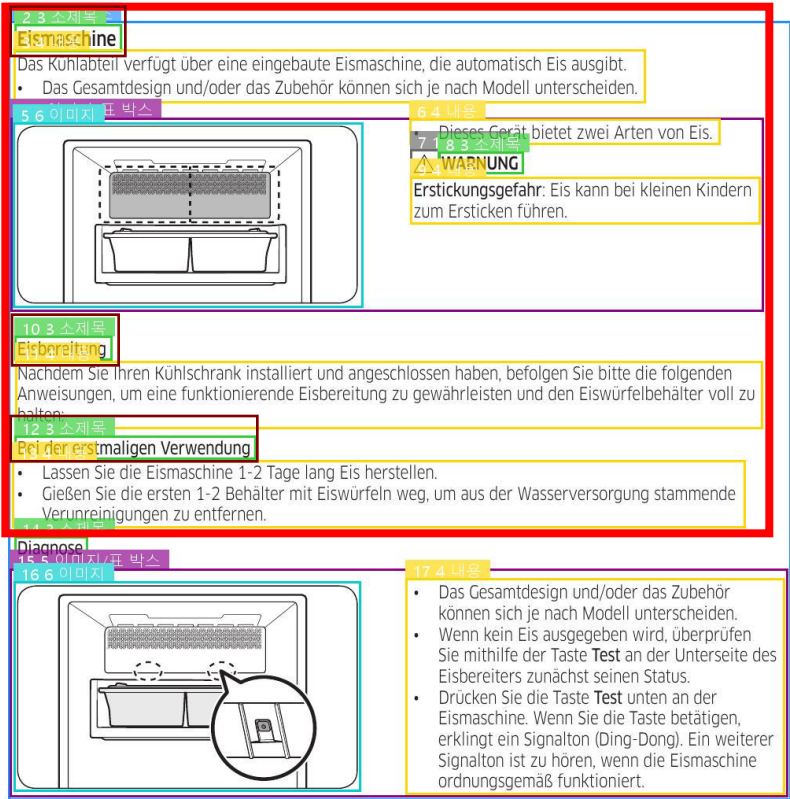 2 3 소제목
Eismaschine
Das Kühlabteil verfügt über eine eingebaute Eismaschine, die automatisch Eis ausgibt.
• Das Gesamtdesign und/oder das Zubehör können sich je nach Modell unterscheiden.
표 박스
5 6 이미지
6 4 내용
• Dieses Gerät bietet zwei Arten von Eis.
7 1
8 3 소제목
WARNUNG
Erstickungsgefahr: Eis kann bei kleinen Kindern
zum Ersticken führen.
10 3 소제목
Eisbereitung
Nachdem Sie Ihren Kühlschrank installiert und angeschlossen haben, befolgen Sie bitte die folgenden
Anweisungen, um eine funktionierende Eisbereitung zu gewährleisten und den Eiswürfelbehälter voll zu
halten:
12 3 소제목
Bei der erstmaligen Verwendung
• Lassen Sie die Eismaschine 1-2 Tage lang Eis herstellen.
• Gießen Sie die ersten 1-2 Behälter mit Eiswürfeln weg, um aus der Wasserversorgung stammende
Verunreinigungen zu entfernen.
14 3 소제목
Diagnose
15 5 이미지/표 박스
16 6 이미지
17 4 내용
• Das Gesamtdesign und/oder das Zubehör
können sich je nach Modell unterscheiden.
• Wenn kein Eis ausgegeben wird, überprüfen
Sie mithilfe der Taste Test an der Unterseite des
Eisbereiters zunächst seinen Status.
• Drücken Sie die Taste Test unten an der
Eismaschine. Wenn Sie die Taste betätigen,
erklingt ein Signalton (Ding-Dong). Ein weiterer
Signalton ist zu hören, wenn die Eismaschine
ordnungsgemäß funktioniert.